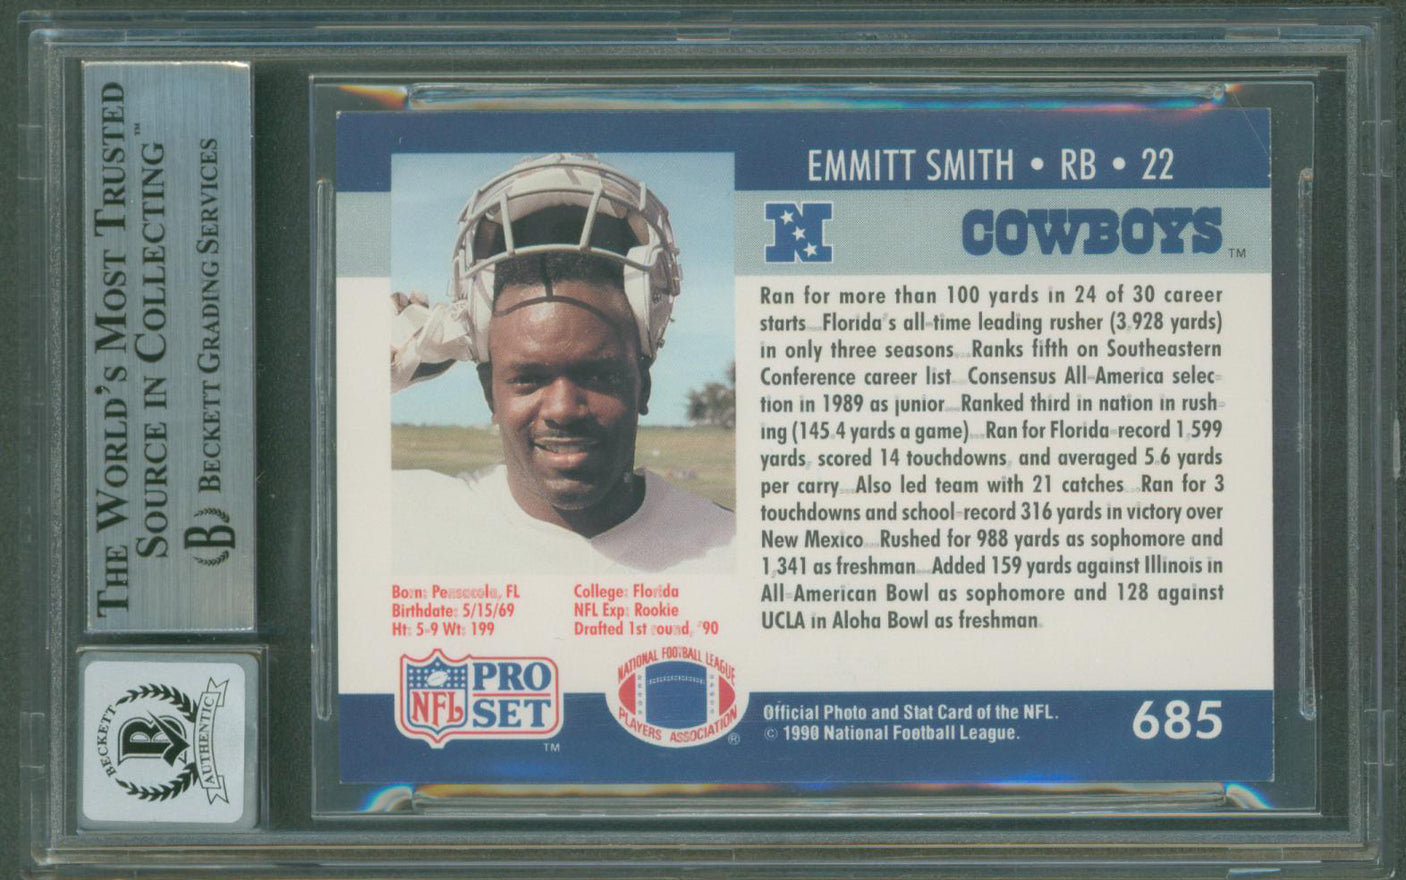 THE WORLD'S MOST TRUSTED
SOURCE IN COLLECTING™
B BECKETT GRADING SERVICES
BECKETT
B
AUTHENTIC
EMMITT SMITH • RB • 22
N
COWBOYS™
Ran for more than 100 yards in 24 of 30 career
starts...Florida's all-time leading rusher (3,928 yards)
in only three seasons...Ranks fifth on Southeastern
Conference career list...Consensus All-America selec-
tion in 1989 as junior...Ranked third in nation in rush-
ing (145.4 yards a game)...Ran for Florida-record 1,599
yards, scored 14 touchdowns, and averaged 5.6 yards
per carry...Also led team with 21 catches...Ran for 3
touchdowns and school-record 316 yards in victory over
New Mexico...Rushed for 988 yards as sophomore and
1,341 as freshman...Added 159 yards against Illinois in
All-American Bowl as sophomore and 128 against
UCLA in Aloha Bowl as freshman.
Born: Pensacola, FL
Birthdate: 5/15/69
Ht: 5-9 Wt: 199
College: Florida
NFL Exp: Rookie
Drafted 1st round, '90
NFL PRO SET™
NATIONAL FOOTBALL LEAGUE
PLAYERS ASSOCIATION®
Official Photo and Stat Card of the NFL.
© 1990 National Football League.
685